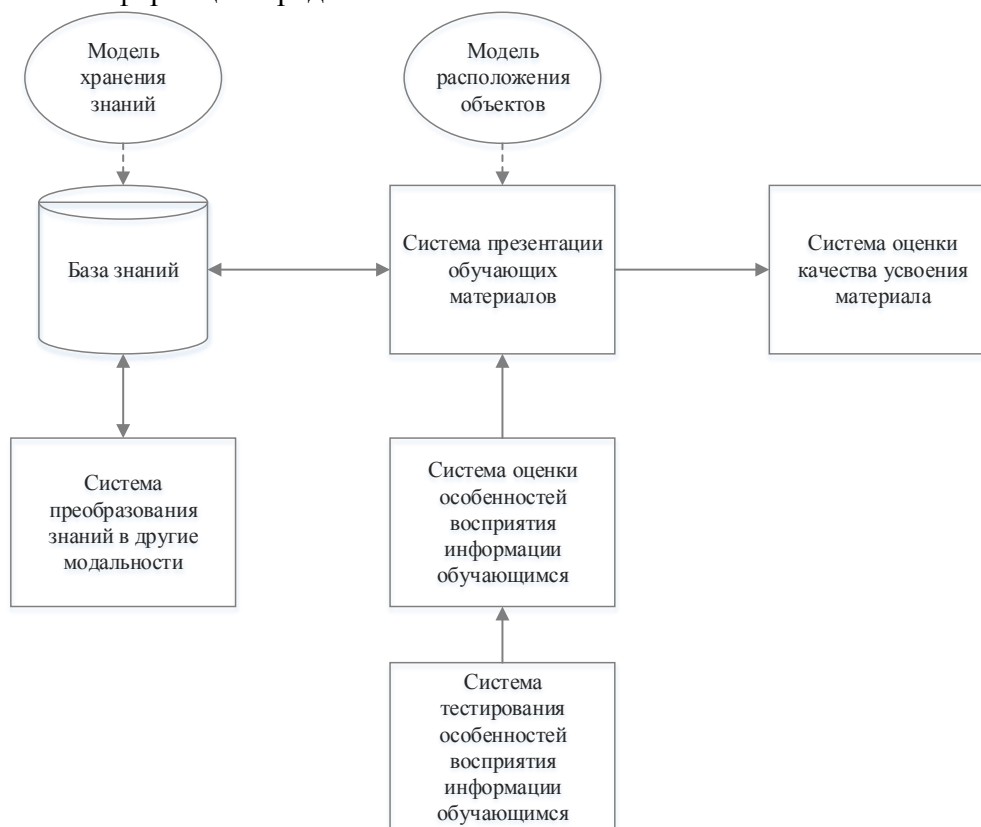 Модель
хранения
знаний
Модель
расположения
объектов
База знаний
Система презентации
обучающих
материалов
Система оценки
качества усвоения
материала
Система
преобразования
знаний в другие
модальности
Система оценки
особенностей
восприятия
информации
обучающимся
Система
тестирования
особенностей
восприятия
информации
обучающимся